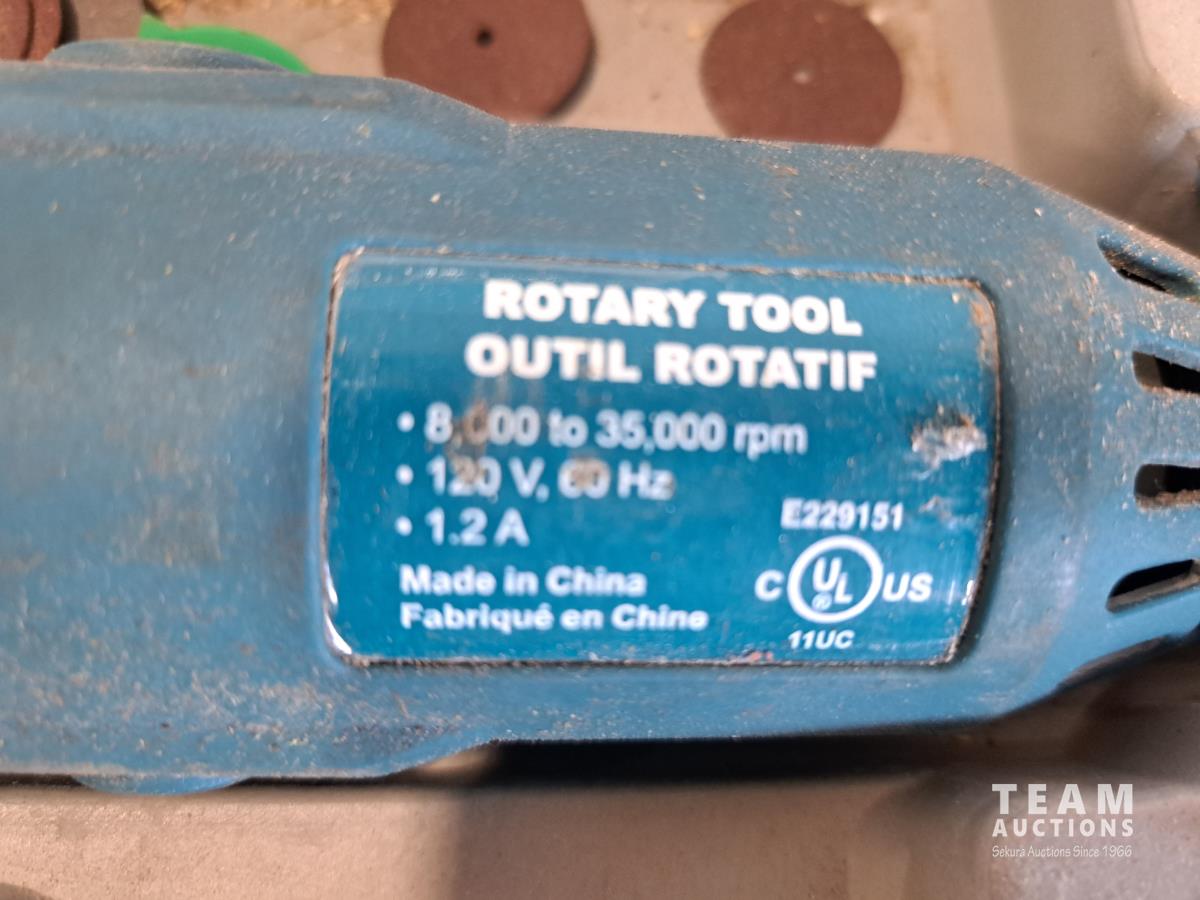 ROTARY TOOL
OUTIL ROTATIF
• 8,000 to 35,000 rpm
• 120 V, 60 Hz
• 1.2 A
Made in China
Fabriqué en Chine
E229151
C UL ® US
11UC
TEAM
AUCTIONS
Sekura Auctions Since 1966